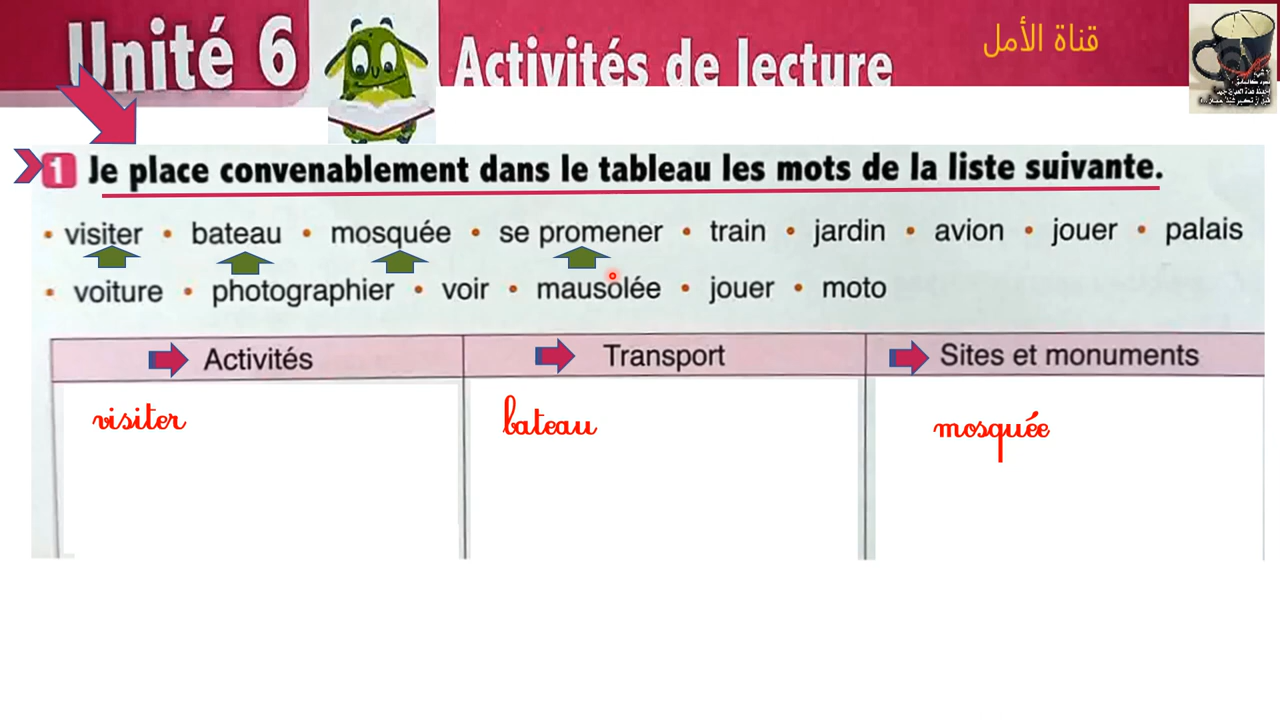 Unité 6
Activités de lecture
قناة الأمل
1 Je place convenablement dans le tableau les mots de la liste suivante.
• visiter • bateau • mosquée • se promener • train • jardin • avion • jouer • palais
• voiture • photographier • voir • mausolée • jouer • moto
Activités Transport Sites et monuments
visiter bateau mosquée